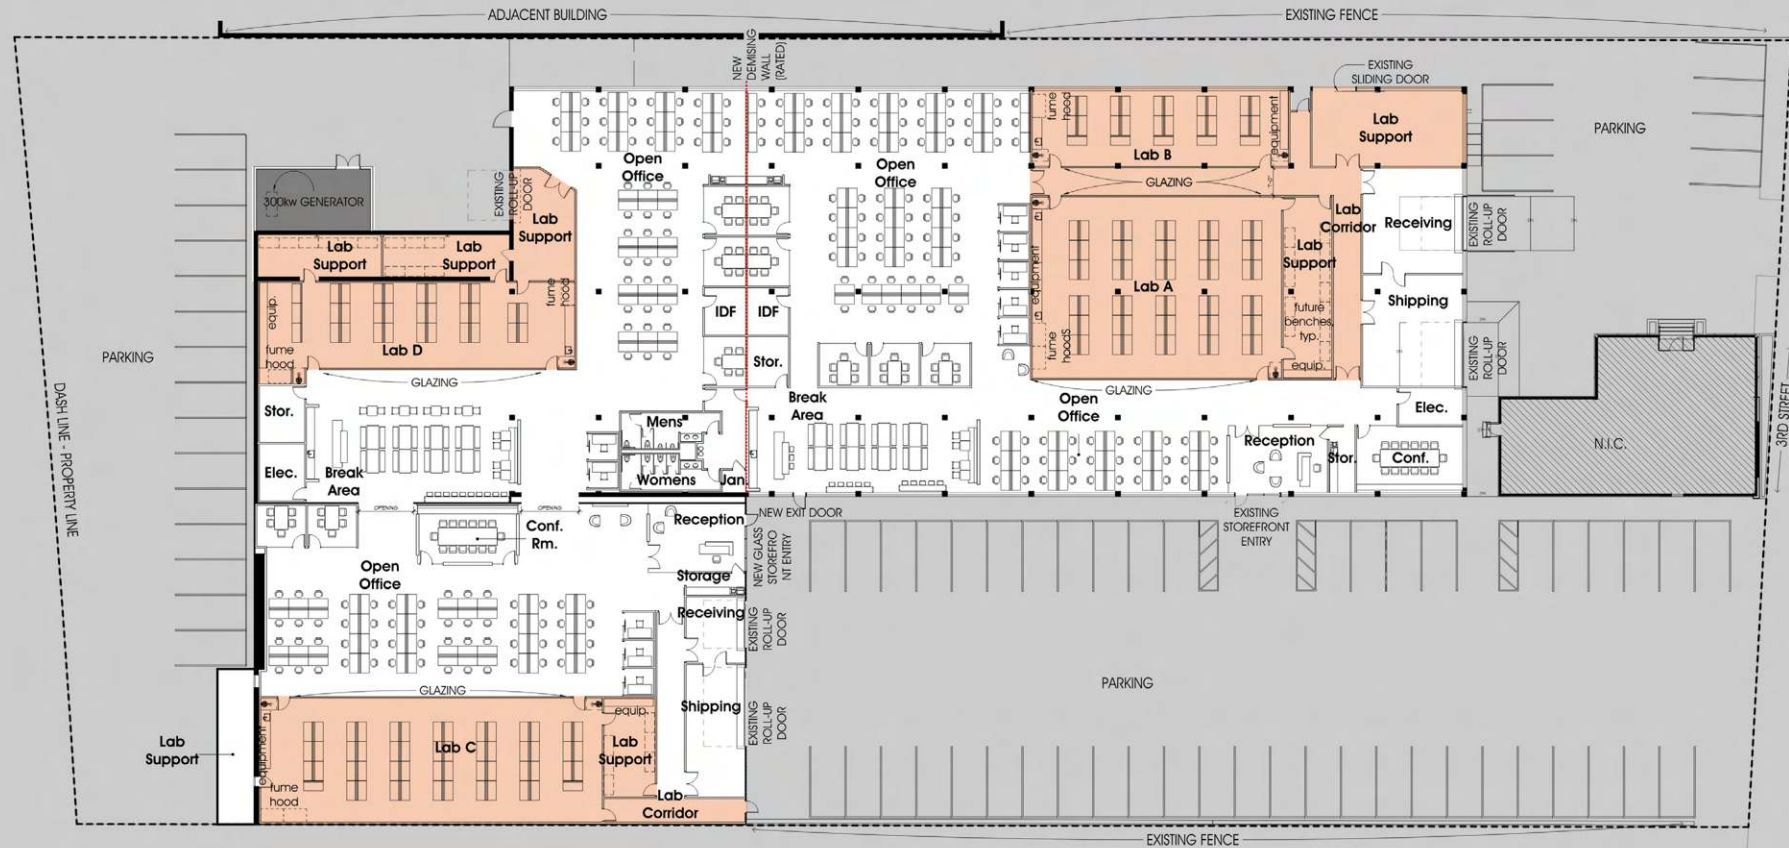 ADJACENT BUILDING
EXISTING FENCE
NEW
DEMISING
WALL
(RATED)
EXISTING
SLIDING DOOR
PARKING
fume
hood
equipment
Lab
Support
Lab B
Open
Office
Open
Office
GLAZING
300kw GENERATOR
EXISTING
ROLL-UP
DOOR
Lab
Support
Lab
Corridor
Receiving
EXISTING
ROLL-UP
DOOR
Lab
Support
Lab
Support
Lab
Support
equipment
Lab A
fume
hood
equip.
IDF
IDF
Shipping
future
benches,
typ.
fume
hoods
equip.
EXISTING
ROLL-UP
DOOR
PARKING
Lab D
fume
hood
Stor.
GLAZING
GLAZING
3RD STREET
DASH LINE - PROPERTY LINE
Stor.
Break
Area
Open
Office
Elec.
Mens
Reception
N.I.C.
Elec.
Break
Area
Womens
Jan.
Stor.
Conf.
OPENING
OPENING
Conf.
Rm.
Reception
NEW EXIT DOOR
EXISTING
STOREFRONT
ENTRY
NEW GLASS
STOREFRO
NT ENTRY
Open
Office
Storage
Receiving
EXISTING
ROLL-UP
DOOR
GLAZING
PARKING
Shipping
EXISTING
ROLL-UP
DOOR
equip.
Lab
Support
Lab C
Lab
Support
equipment
fume
hood
Lab
Corridor
EXISTING FENCE